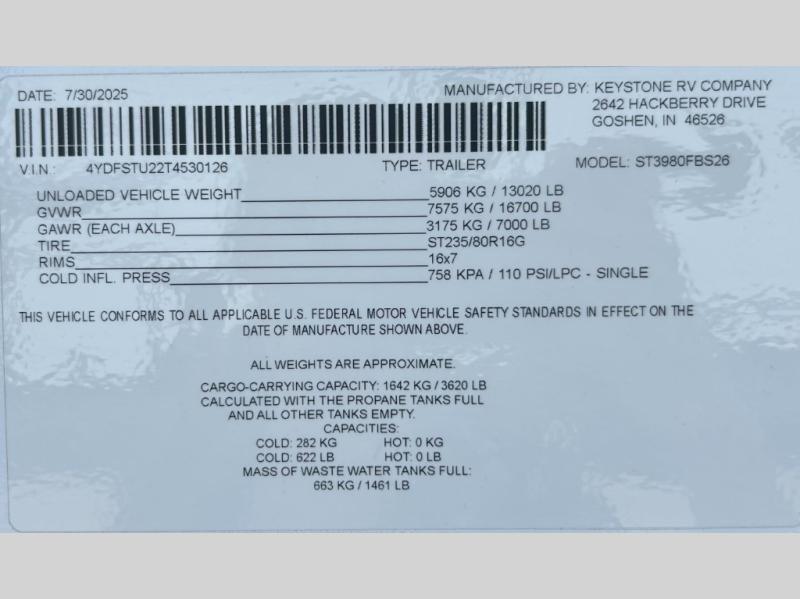 DATE: 7/30/2025
MANUFACTURED BY: KEYSTONE RV COMPANY
2642 HACKBERRY DRIVE
GOSHEN, IN 46526
V.I.N.: 4YDFSTU22T4530126 TYPE: TRAILER MODEL: ST3980FBS26
UNLOADED VEHICLE WEIGHT 5906 KG / 13020 LB
GVWR 7575 KG / 16700 LB
GAWR (EACH AXLE) 3175 KG / 7000 LB
TIRE ST235/80R16G
RIMS 16x7
COLD INFL. PRESS 758 KPA / 110 PSI/LPC - SINGLE
THIS VEHICLE CONFORMS TO ALL APPLICABLE U.S. FEDERAL MOTOR VEHICLE SAFETY STANDARDS IN EFFECT ON THE
DATE OF MANUFACTURE SHOWN ABOVE.
ALL WEIGHTS ARE APPROXIMATE.
CARGO-CARRYING CAPACITY: 1642 KG / 3620 LB
CALCULATED WITH THE PROPANE TANKS FULL
AND ALL OTHER TANKS EMPTY.
CAPACITIES:
COLD: 282 KG HOT: 0 KG
COLD: 622 LB HOT: 0 LB
MASS OF WASTE WATER TANKS FULL:
663 KG / 1461 LB